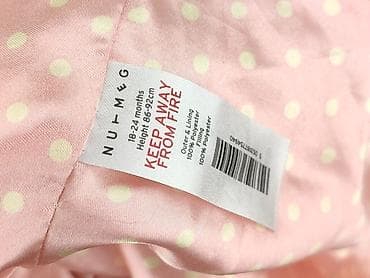 NUTMEG
18-24 months
Height 86-92cm
KEEP AWAY
FROM FIRE
Outer & Lining
100% Polyester
Filling
100% Polyester